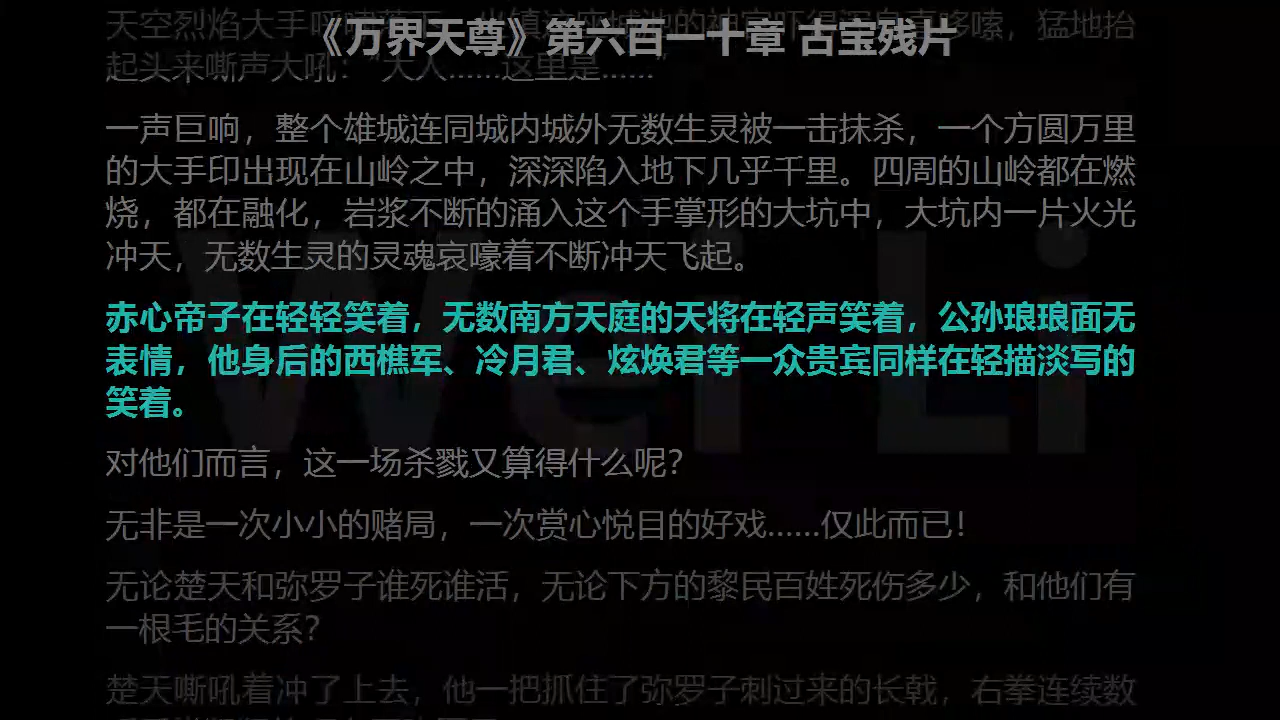 《万界天尊》第六百一十章 古宝残片
起头来嘶声大吼：“大人……这里是……”
一声巨响，整个雄城连同城内城外无数生灵被一击抹杀，一个方圆万里
的大手印出现在山岭之中，深深陷入地下几乎千里。四周的山岭都在燃
烧，都在融化，岩浆不断的涌入这个手掌形的大坑中，大坑内一片火光
冲天，无数生灵的灵魂哀嚎着不断冲天飞起。
赤心帝子在轻轻笑着，无数南方天庭的天将在轻声笑着，公孙琅琅面无
表情，他身后的西樵军、冷月君、炫焕君等一众贵宾同样在轻描淡写的
笑着。
对他们而言，这一场杀戮又算得什么呢？
无非是一次小小的赌局，一次赏心悦目的好戏……仅此而已！
无论楚天和弥罗子谁死谁活，无论下方的黎民百姓死伤多少，和他们有
一根毛的关系？
楚天嘶吼着冲了上去，他一把抓住了弥罗子刺过来的长戟，右拳连续数
Wei Li